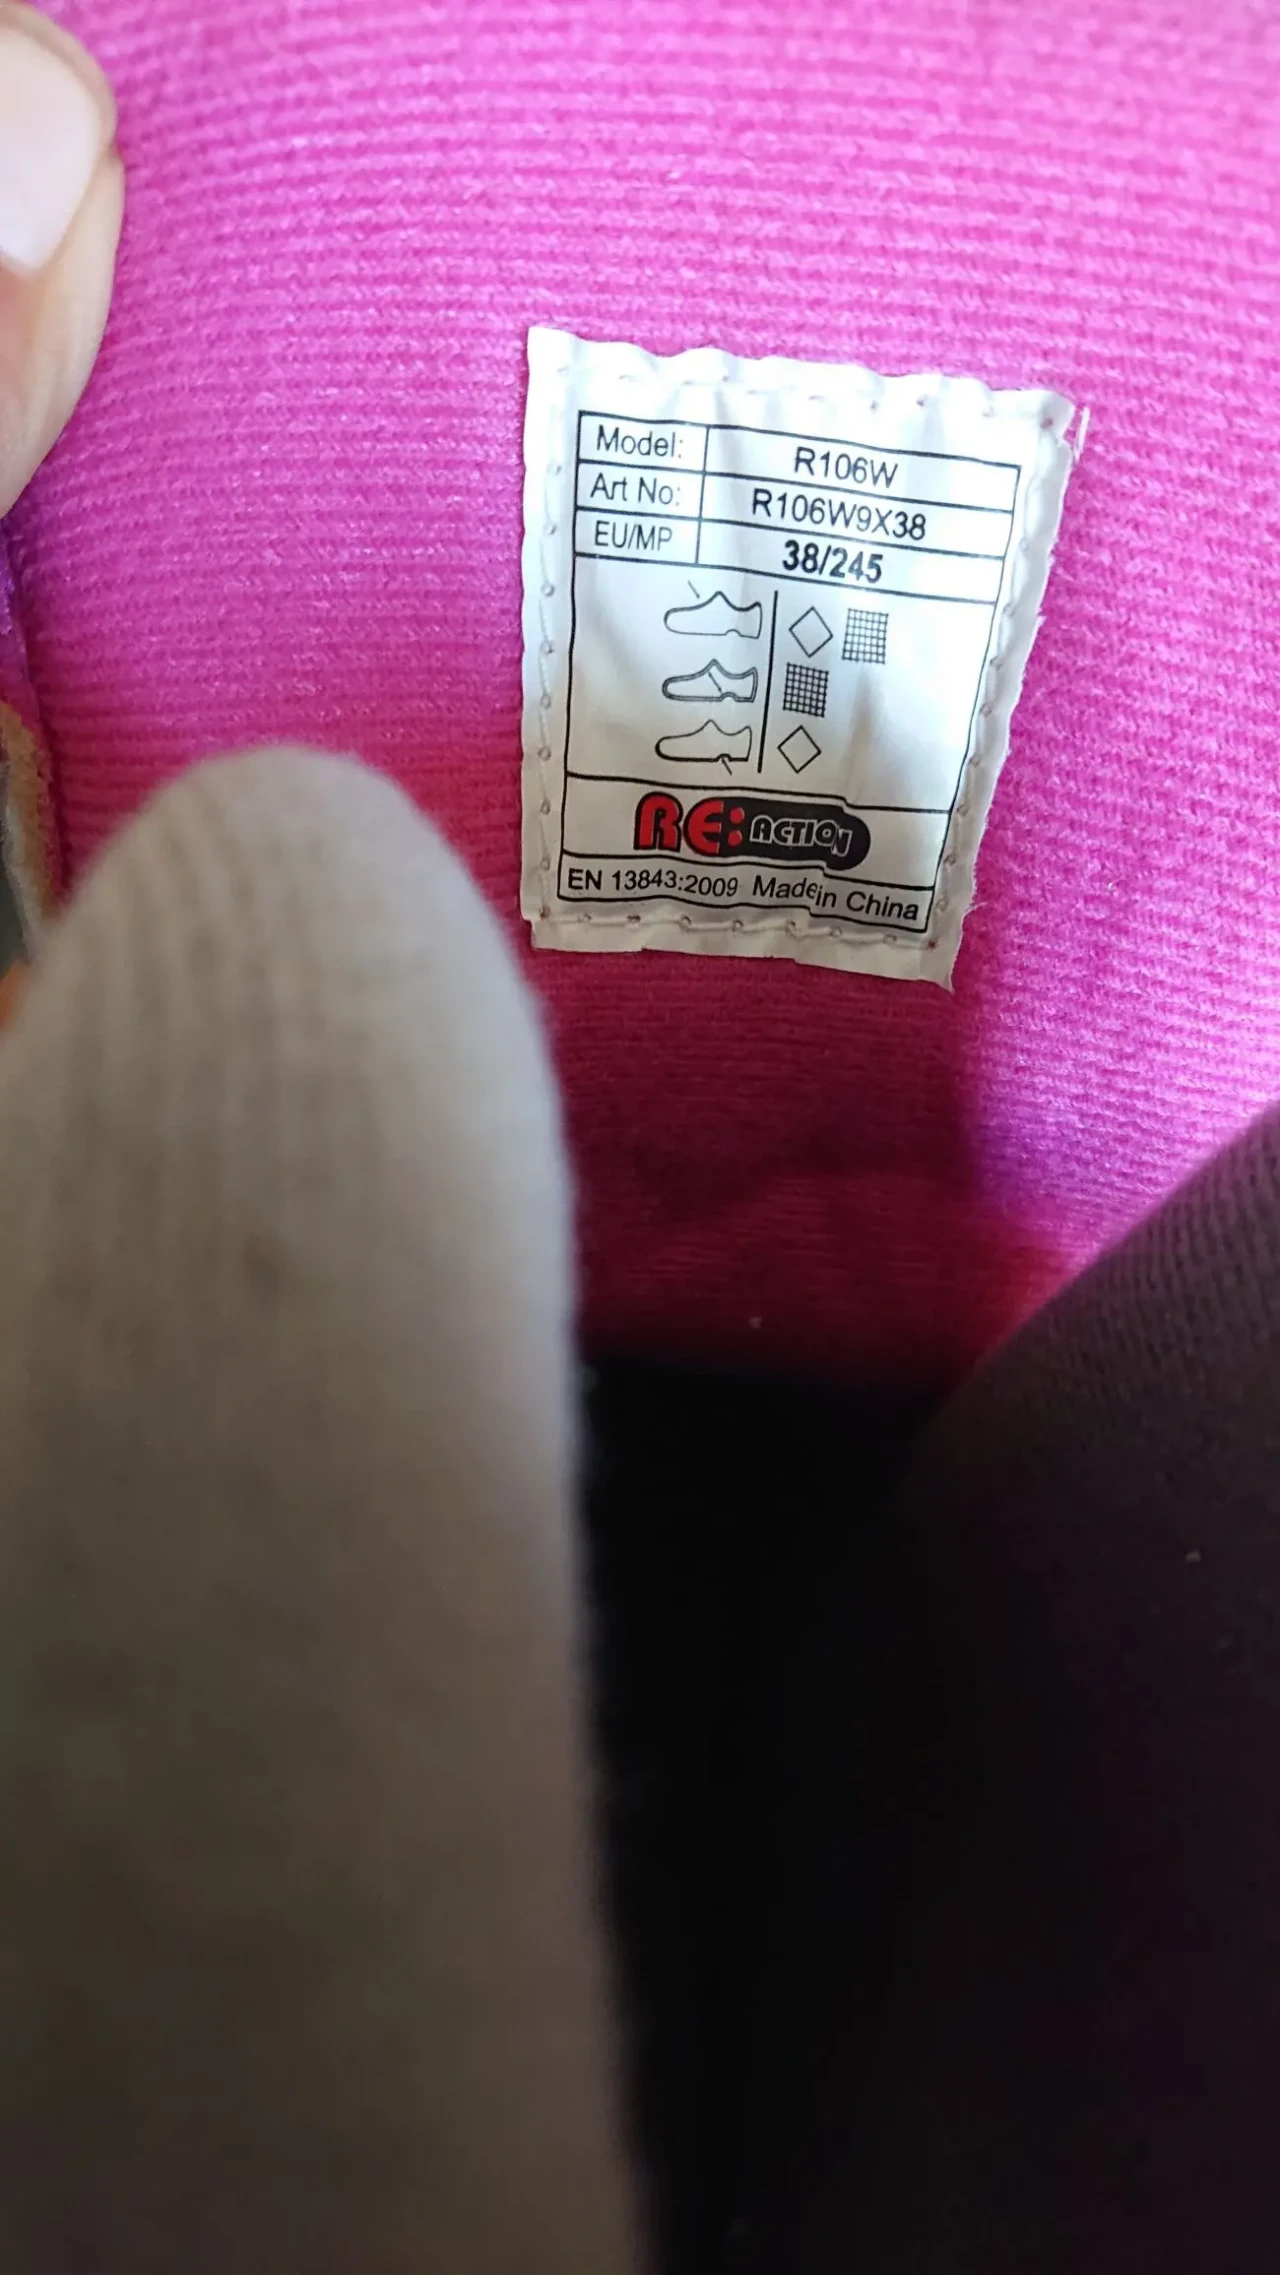 Model: R106W
Art No: R106W9X38
EU/MP 38/245
RE:ACTION
EN 13843:2009 Made in China